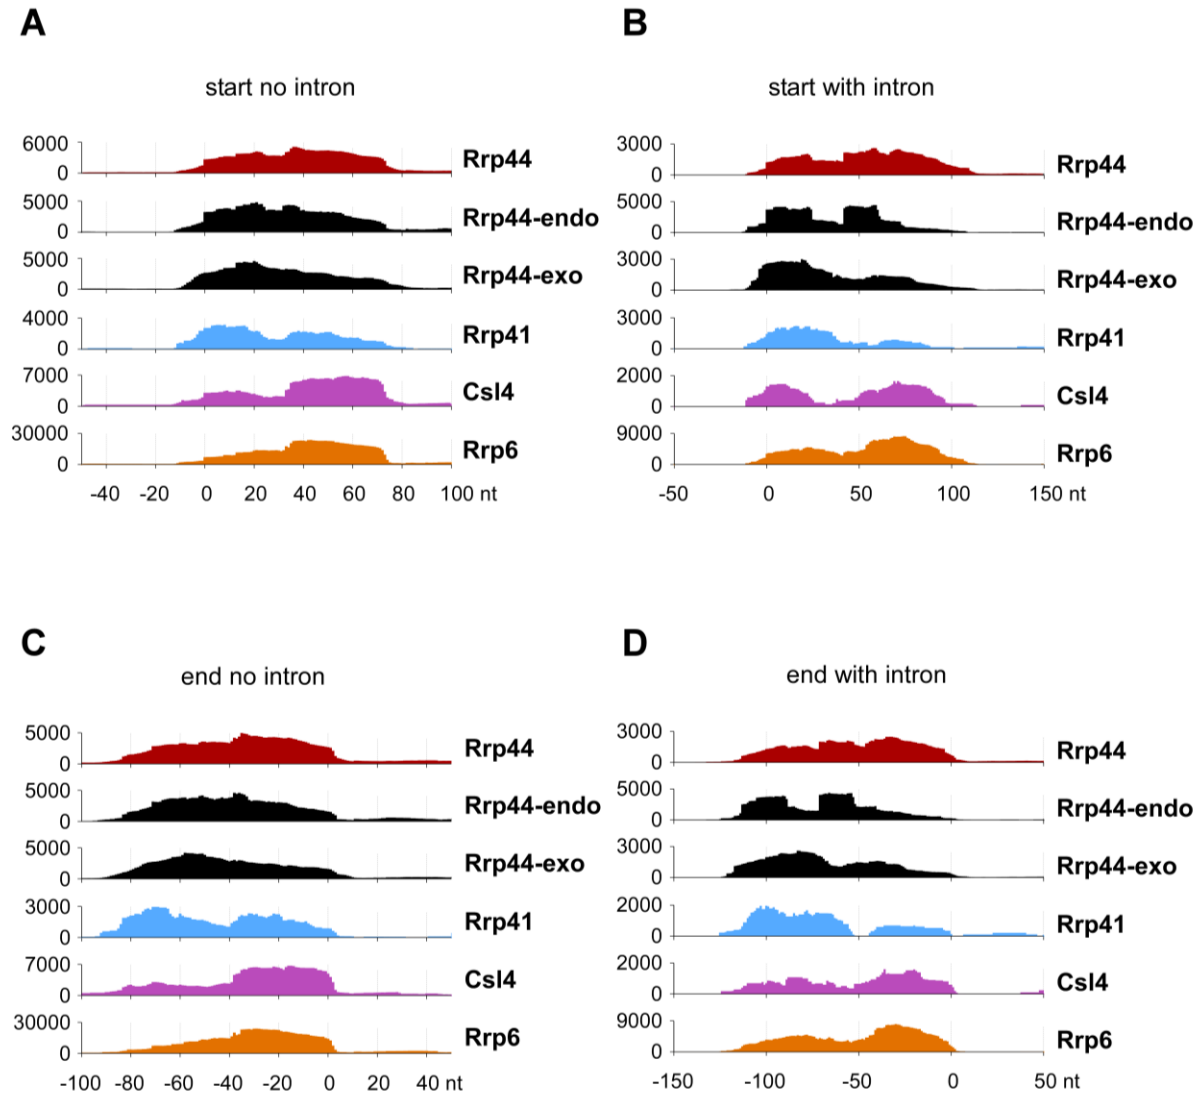 A
start no intron
6000
0
Rrp44
5000
0
Rrp44-endo
5000
0
Rrp44-exo
4000
0
Rrp41
7000
0
Csl4
30000
0
Rrp6
-40 -20 0 20 40 60 80 100 nt
B
start with intron
3000
0
Rrp44
5000
0
Rrp44-endo
3000
0
Rrp44-exo
3000
0
Rrp41
2000
0
Csl4
9000
0
Rrp6
-50 0 50 100 150 nt
C
end no intron
5000
0
Rrp44
5000
0
Rrp44-endo
5000
0
Rrp44-exo
3000
0
Rrp41
7000
0
Csl4
30000
0
Rrp6
-100 -80 -60 -40 -20 0 20 40 nt
D
end with intron
3000
0
Rrp44
5000
0
Rrp44-endo
3000
0
Rrp44-exo
2000
0
Rrp41
2000
0
Csl4
9000
0
Rrp6
-150 -100 -50 0 50 nt